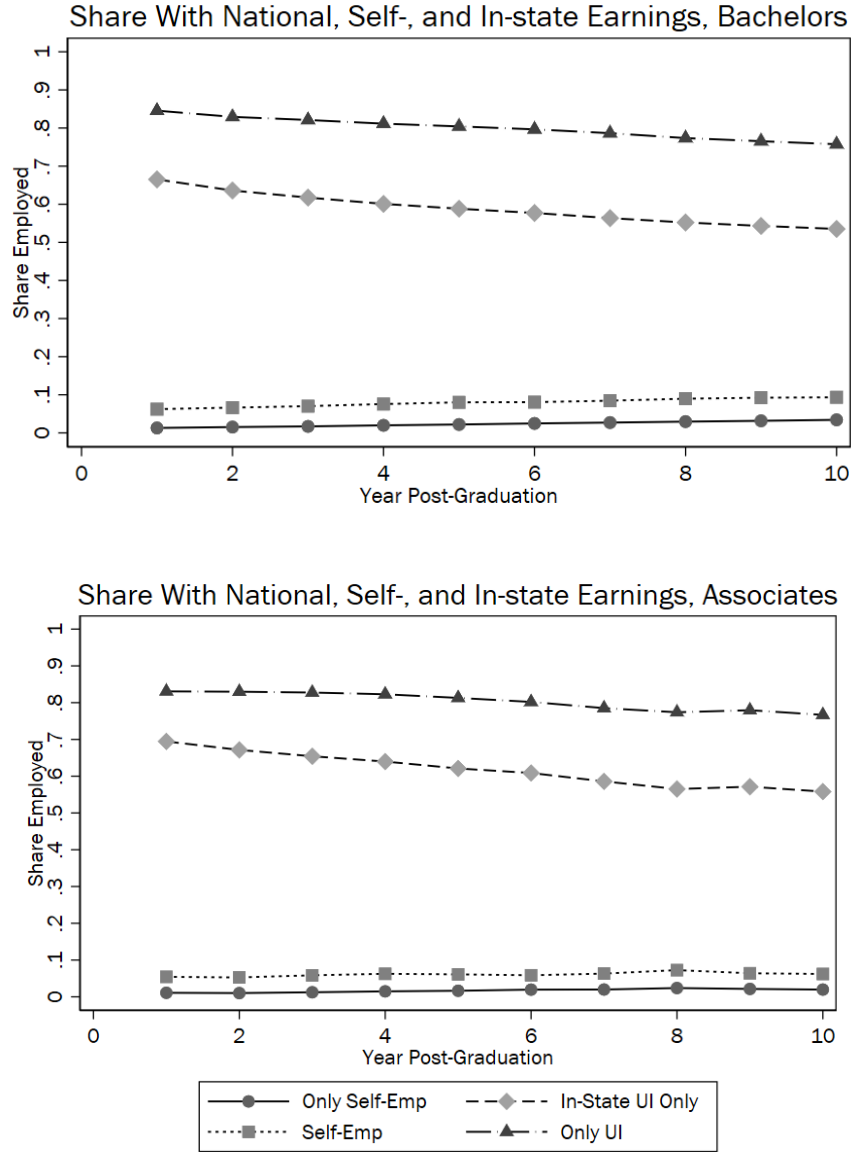 Share With National, Self-, and In-state Earnings, Bachelors
1
.9
.8
.7
.6
.5
.4
.3
.2
.1
0
Share Employed
0 2 4 6 8 10
Year Post-Graduation
Share With National, Self-, and In-state Earnings, Associates
1
.9
.8
.7
.6
.5
.4
.3
.2
.1
0
Share Employed
0 2 4 6 8 10
Year Post-Graduation
Only Self-Emp In-State UI Only
Self-Emp Only UI